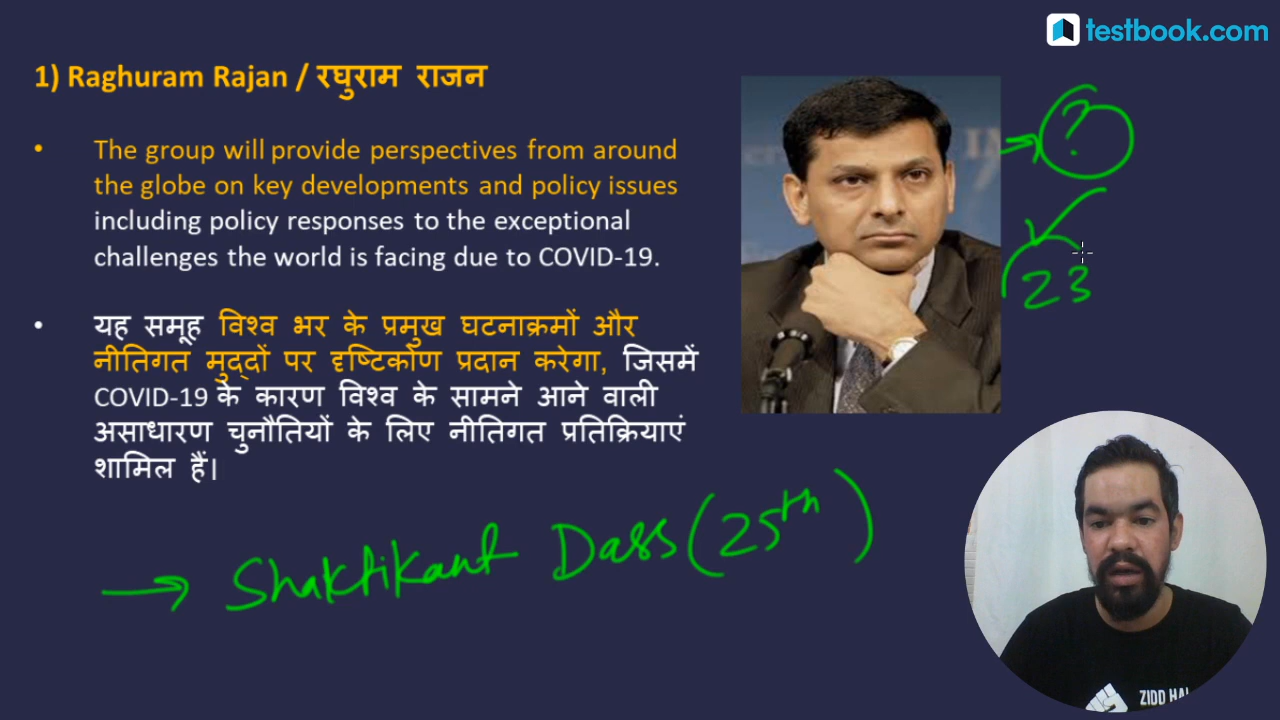 testbook.com
1) Raghuram Rajan / रघुराम राजन
• The group will provide perspectives from around
the globe on key developments and policy issues
including policy responses to the exceptional
challenges the world is facing due to COVID-19.
• यह समूह विश्व भर के प्रमुख घटनाक्रमों और
नीतिगत मुद्दों पर दृष्टिकोण प्रदान करेगा, जिसमें
COVID-19 के कारण विश्व के सामने आने वाली
असाधारण चुनौतियों के लिए नीतिगत प्रतिक्रियाएं
शामिल हैं।
?
23
→ Shaktikant Dass (25th)
ZIDD HAI